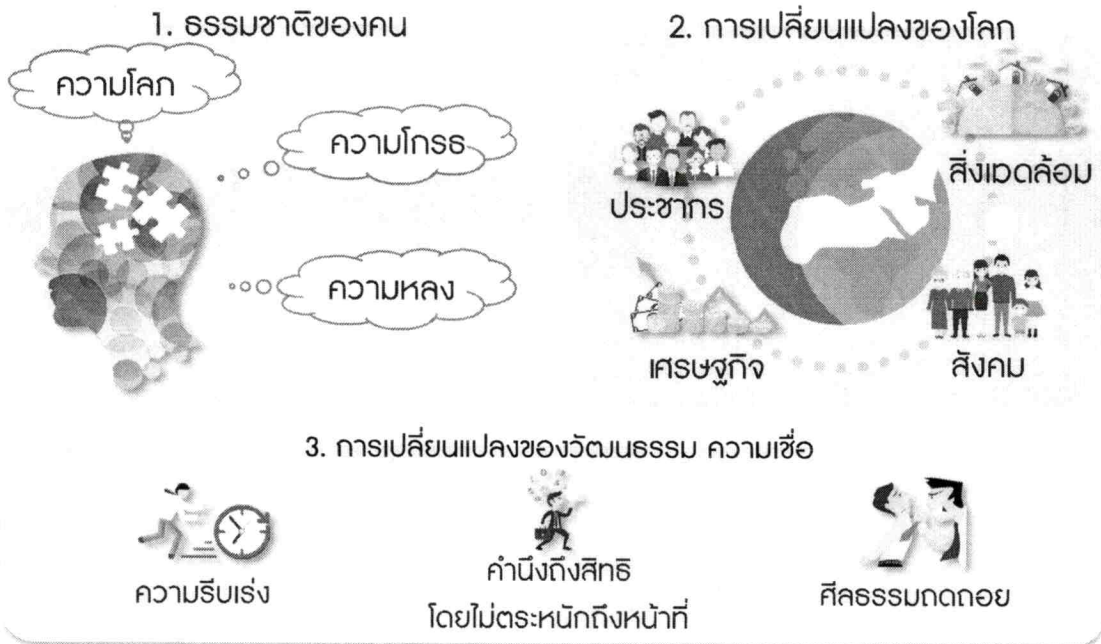 1. ธรรมชาติของคน
ความโลภ
ความโกรธ
ความหลง
2. การเปลี่ยนแปลงของโลก
ประชากร
สิ่งแวดล้อม
เศรษฐกิจ
สังคม
3. การเปลี่ยนแปลงของวัฒนธรรม ความเชื่อ
ความรีบเร่ง
คำนึงถึงสิทธิ
โดยไม่ตระหนักถึงหน้าที่
ศีลธรรมถดถอย